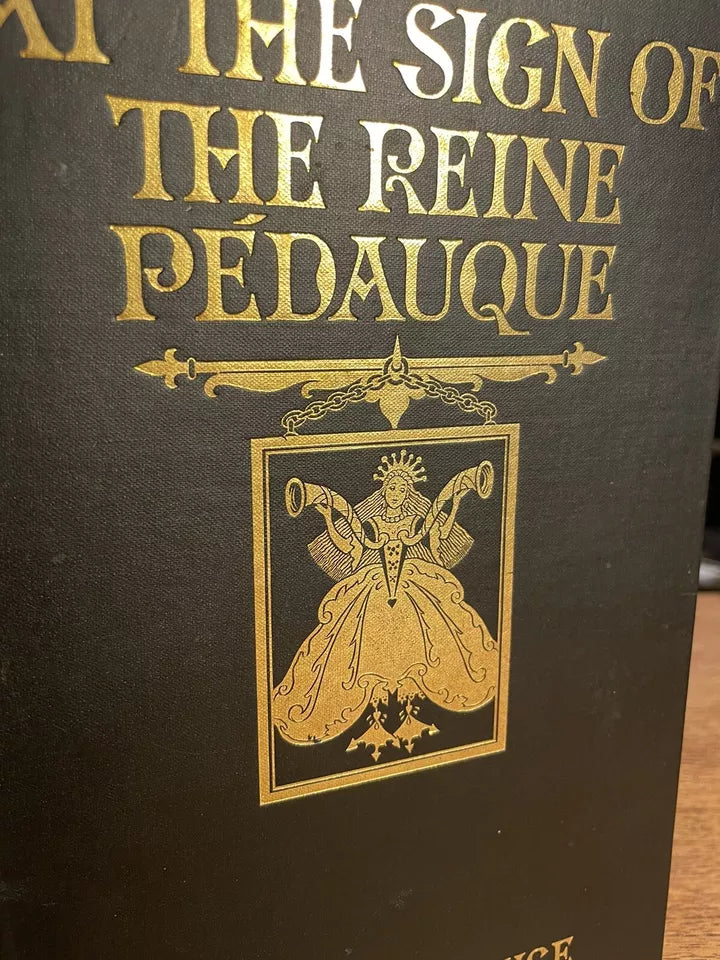 AT THE SIGN OF
THE REINE
PÉDAUQUE